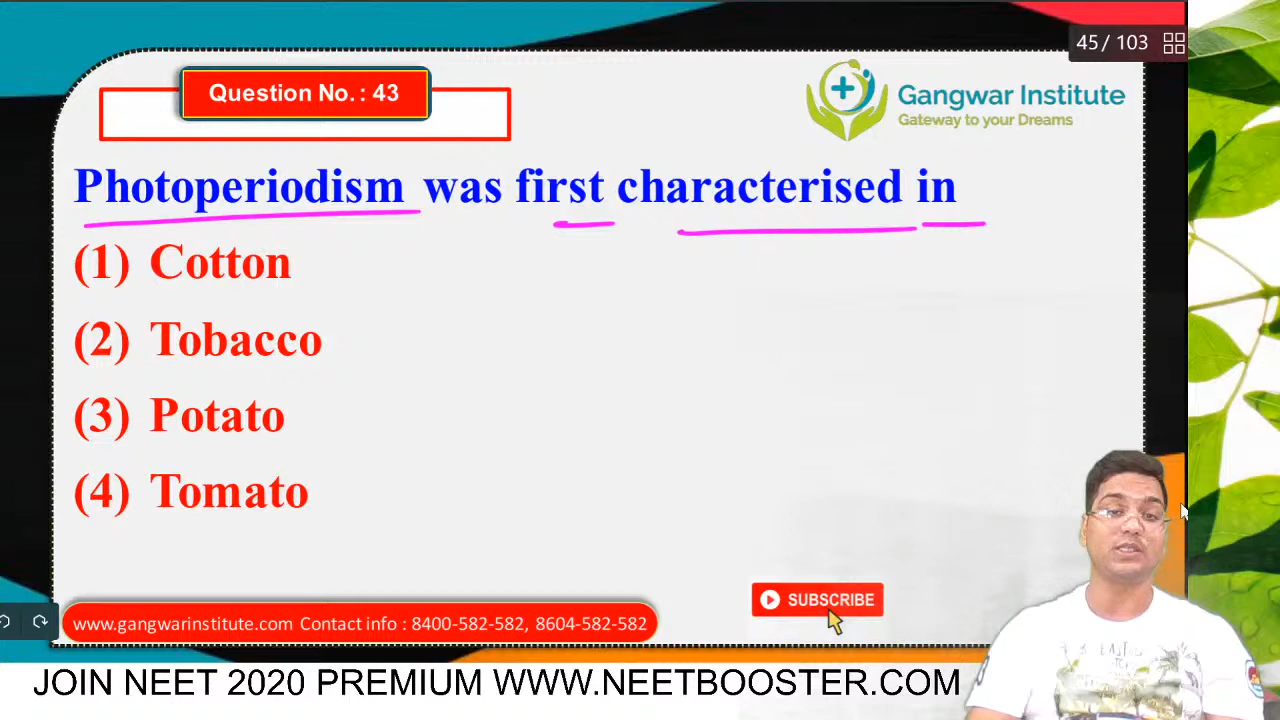 45 / 103
Question No. : 43
Gangwar Institute
Gateway to your Dreams
Photoperiodism was first characterised in
(1) Cotton
(2) Tobacco
(3) Potato
(4) Tomato
SUBSCRIBE
www.gangwarinstitute.com Contact info : 8400-582-582, 8604-582-582
JOIN NEET 2020 PREMIUM WWW.NEETBOOSTER.COM